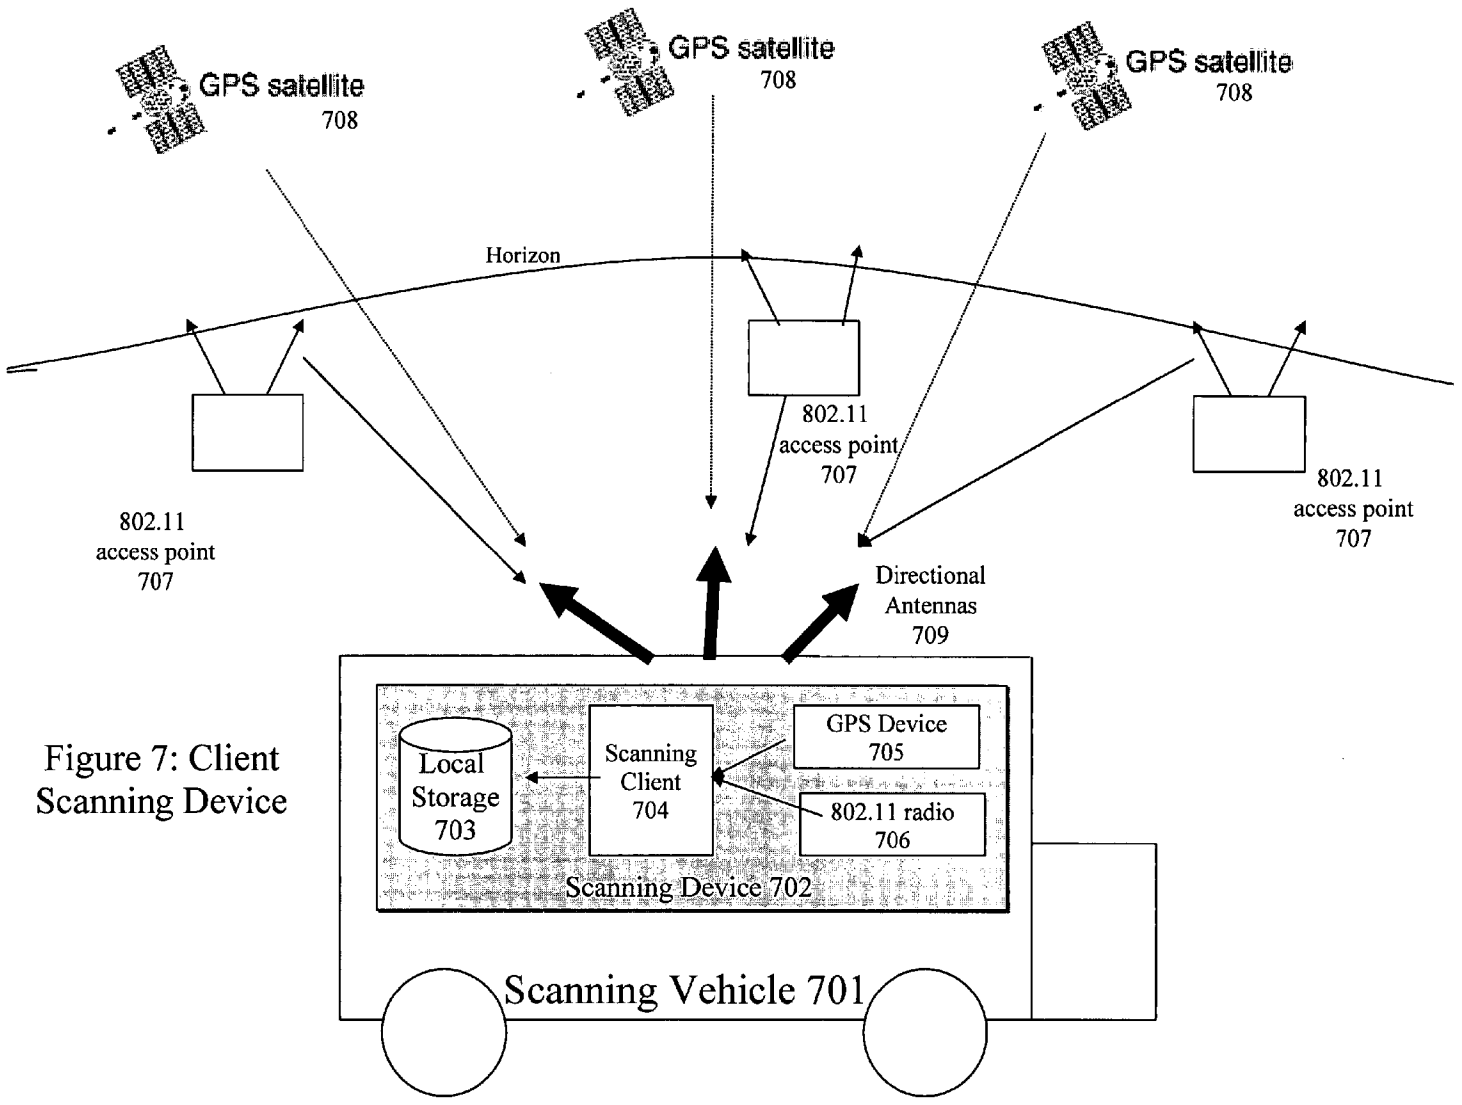 GPS satellite
708
GPS satellite
708
GPS satellite
708
Horizon
802.11
access point
707
802.11
access point
707
802.11
access point
707
Directional
Antennas
709
Figure 7: Client
Scanning Device
Local
Storage
703
Scanning
Client
704
GPS Device
705
802.11 radio
706
Scanning Device 702
Scanning Vehicle 701